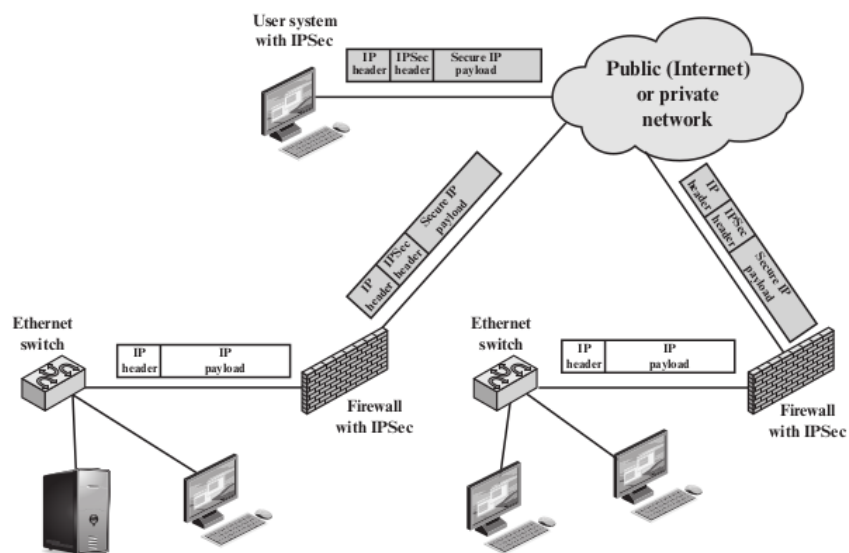 User system
with IPSec
IP
header
IPSec
header
Secure IP
payload
Public (Internet)
or private
network
IP
header
IPSec
header
Secure IP
payload
IP
header
IPSec
header
Secure IP
payload
Ethernet
switch
IP
header
IP
payload
Firewall
with IPSec
Ethernet
switch
IP
header
IP
payload
Firewall
with IPSec